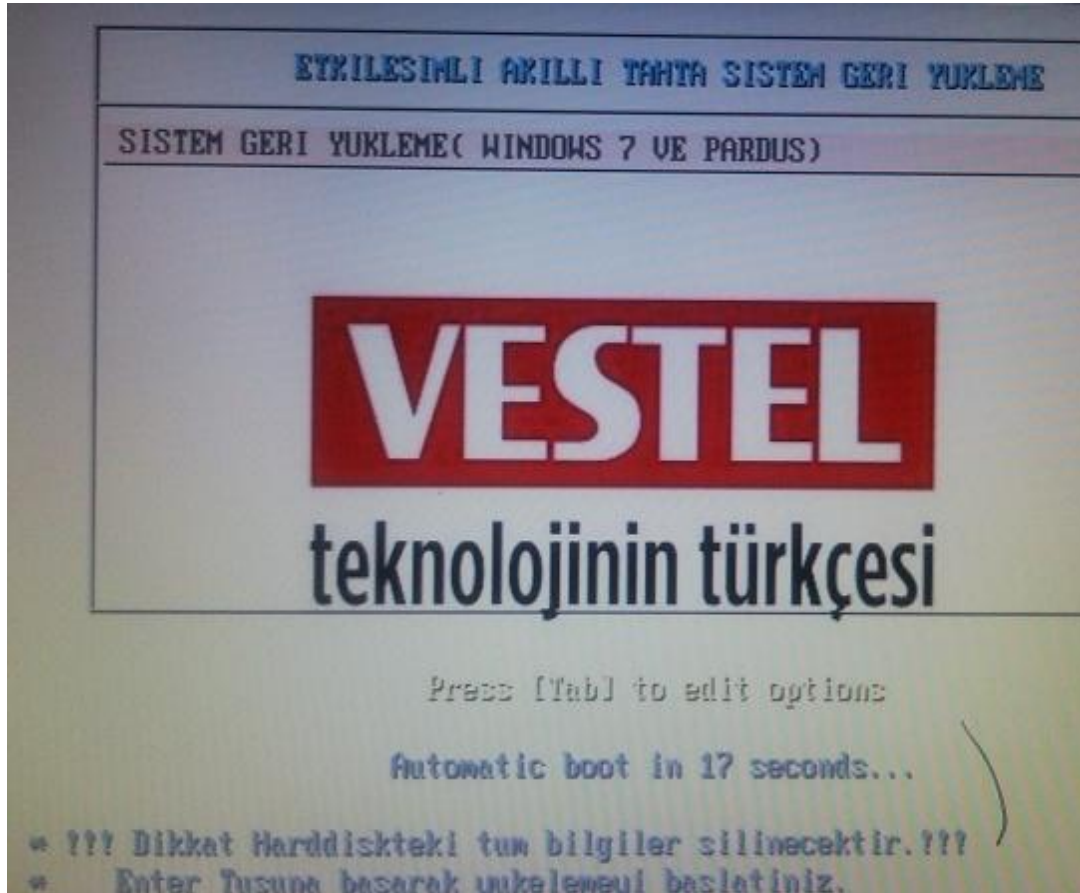 ETKILESIMLI AKILLI TAHTA SISTEM GERI YUKLEME
SISTEM GERI YUKLEME( WINDOWS 7 VE PARDUS)
VESTEL
teknolojinin türkçesi
Press [Tab] to edit options
Automatic boot in 17 seconds...
* ??? Dikkat Harddiskteki tum bilgiler silinecektir.???
* Enter Tusuna basarak yukelemeyi baslatiniz.